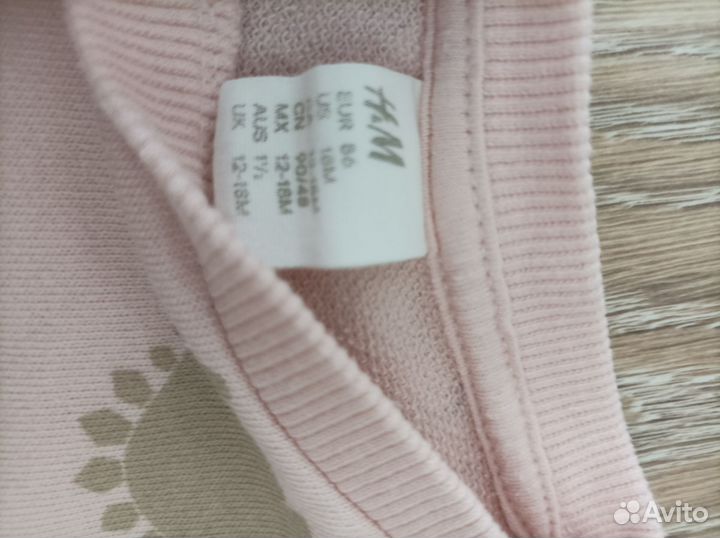 H&M
EUR 86
US 18M
CN 90/48
MX 12-18M
AUS 1½
UK 12-18M
Avito